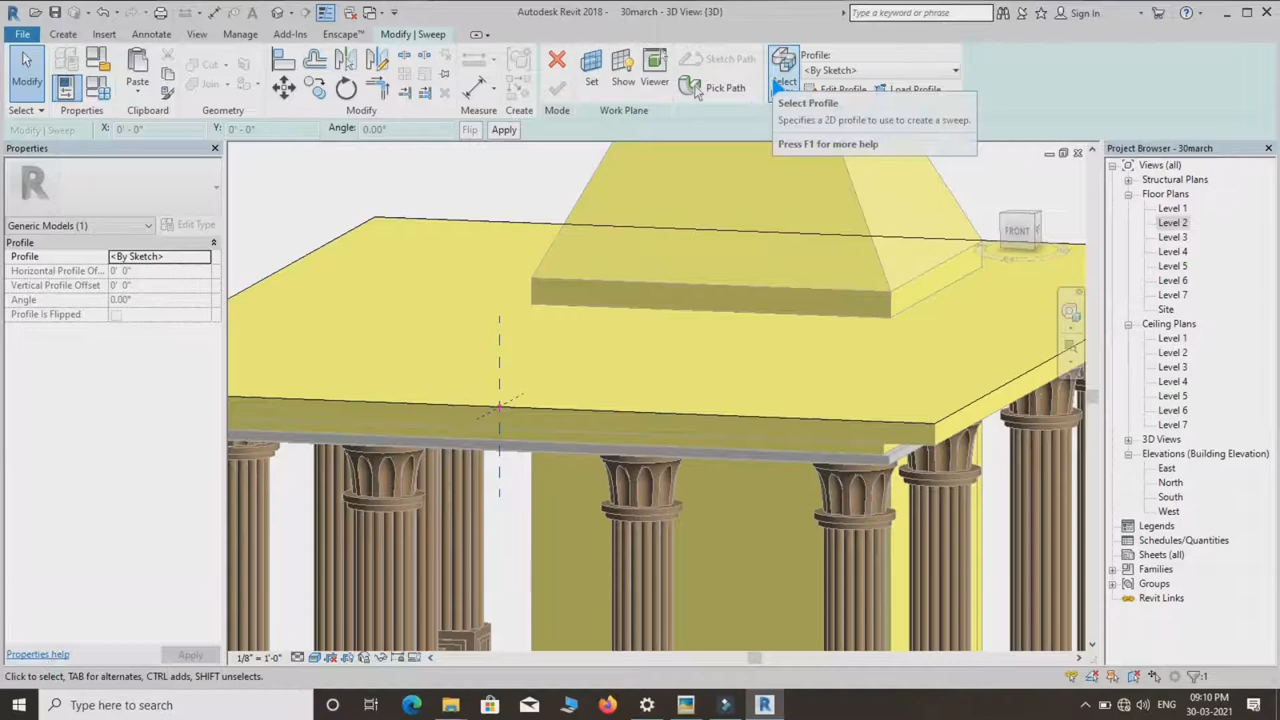 Autodesk Revit 2018 - 30march - 3D View: {3D}
Type a keyword or phrase
Sign In
File
Create
Insert
Annotate
View
Manage
Add-Ins
Enscape™
Modify | Sweep
Modify
Paste
Cut
Join
Set
Show
Viewer
Sketch Path
Pick Path
Select
Profile:
<By Sketch>
Edit Profile
Load Profile
Select
Properties
Clipboard
Geometry
Modify
Measure
Create
Mode
Work Plane
Select Profile
Specifies a 2D profile to use to create a sweep.
Press F1 for more help
Modify | Sweep
X: 0' - 0"
Y: 0' - 0"
Angle: 0.00°
Flip
Apply
Properties
Generic Models (1)
Edit Type
Profile
Profile
<By Sketch>
Horizontal Profile Of...
0' 0"
Vertical Profile Offset
0' 0"
Angle
0.00°
Profile Is Flipped
Properties help
Apply
FRONT
Project Browser - 30march
Views (all)
Structural Plans
Floor Plans
Level 1
Level 2
Level 3
Level 4
Level 5
Level 6
Level 7
Site
Ceiling Plans
Level 1
Level 2
Level 3
Level 4
Level 5
Level 6
Level 7
3D Views
Elevations (Building Elevation)
East
North
South
West
Legends
Schedules/Quantities
Sheets (all)
Families
Groups
Revit Links
1/8" = 1'-0"
Click to select, TAB for alternates, CTRL adds, SHIFT unselects.
:1
Type here to search
ENG
09:10 PM
30-03-2021